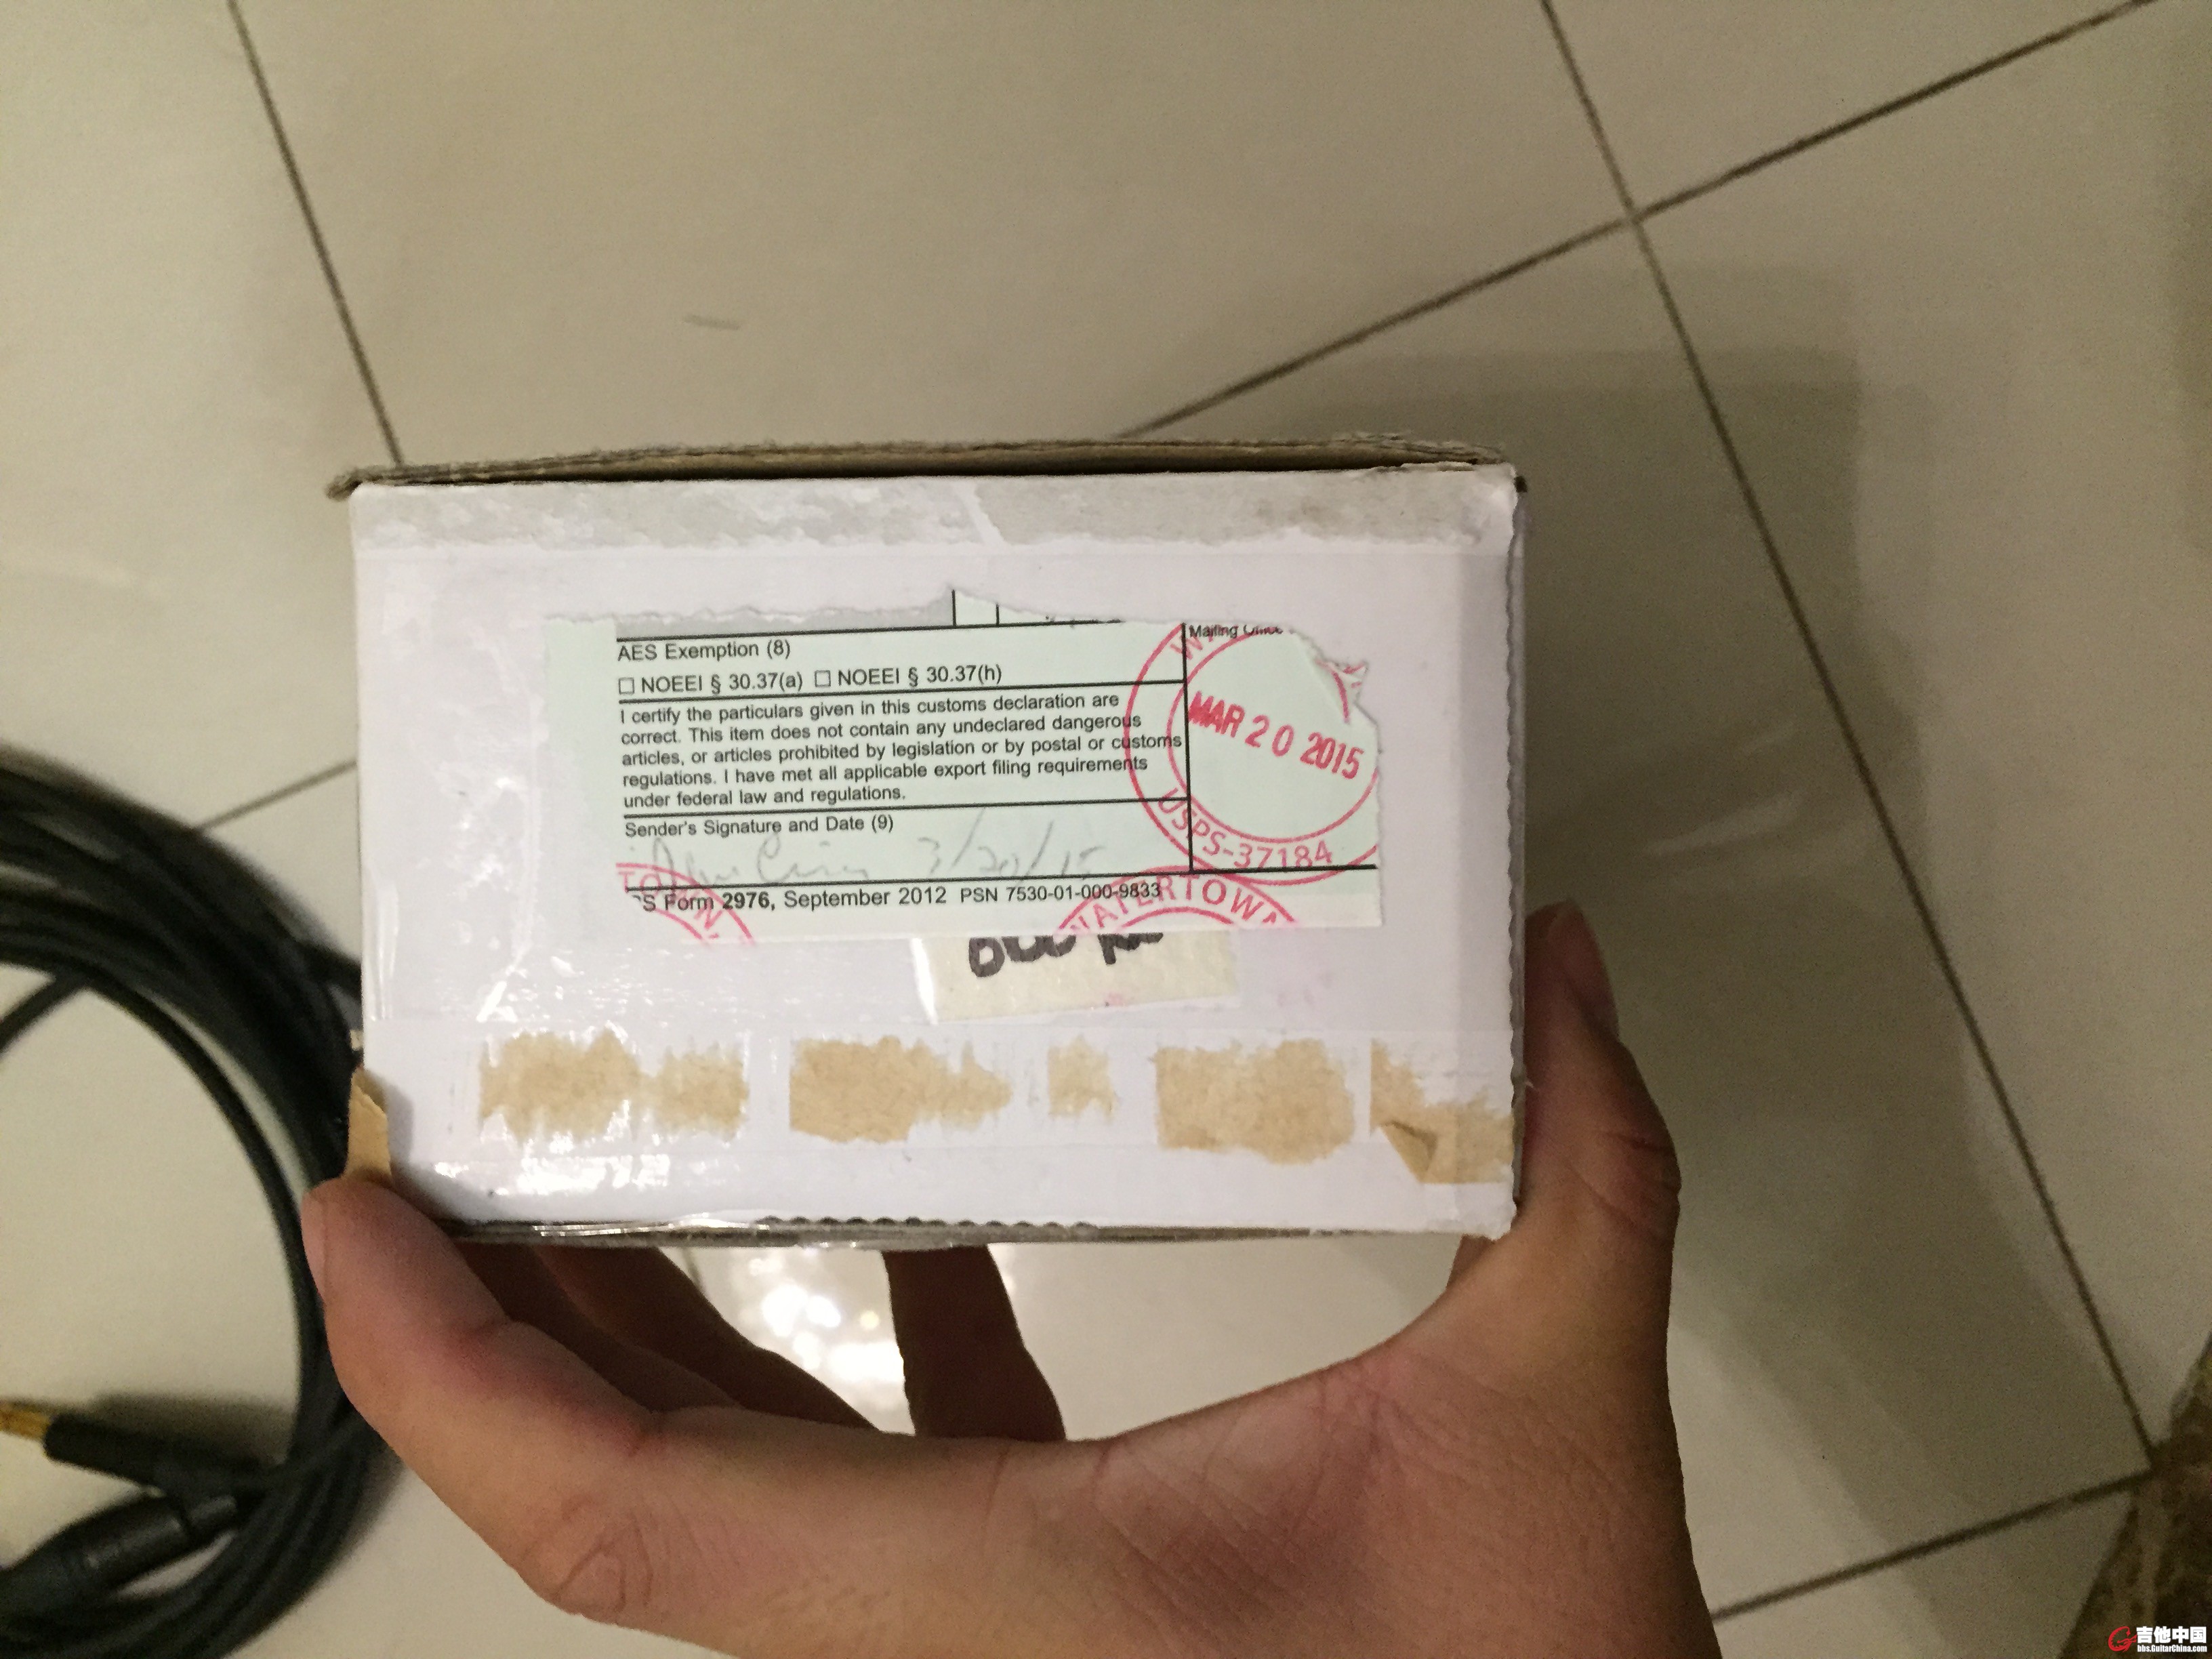 Mailing
AES Exemption (8)
☐ NOEEI § 30.37(a) ☐ NOEEI § 30.37(h)
I certify the particulars given in this customs declaration are
correct. This item does not contain any undeclared dangerous
articles, or articles prohibited by legislation or by postal or customs
regulations. I have met all applicable export filing requirements
under federal law and regulations.
MAR 20 2015
USPS-37184
Sender's Signature and Date (9)
3/20/15
S Form 2976, September 2012 PSN 7530-01-000-9833
WATERTOWN
吉他中国
bbs.GuitarChina.com